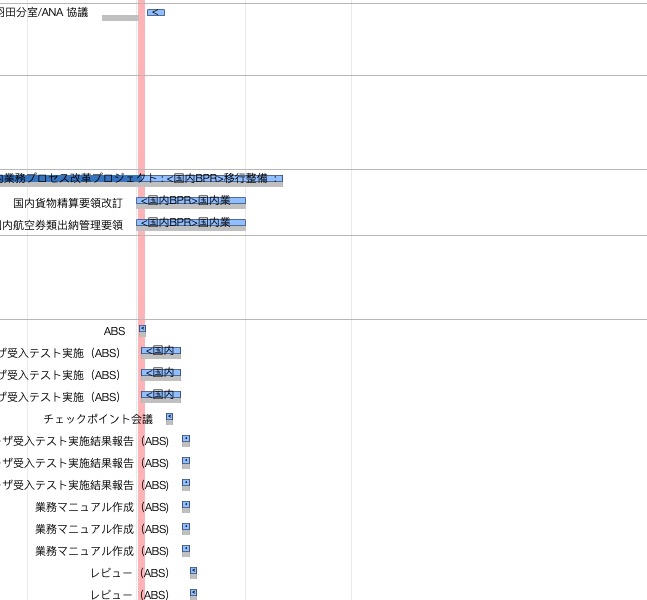 羽田分室/ANA 協議 <
内業務プロセス改革プロジェクト : <国内BPR>移行整備 :
国内貨物精算要領改訂 <国内BPR>国内業
国内航空券類出納管理要領 <国内BPR>国内業
ABS <
ザ受入テスト実施（ABS） <国内
ザ受入テスト実施（ABS） <国内
ザ受入テスト実施（ABS） <国内
チェックポイント会議 <
ザ受入テスト実施結果報告（ABS）
ザ受入テスト実施結果報告（ABS）
ザ受入テスト実施結果報告（ABS）
業務マニュアル作成（ABS）
業務マニュアル作成（ABS）
業務マニュアル作成（ABS）
レビュー（ABS） <
レビュー（ABS） <